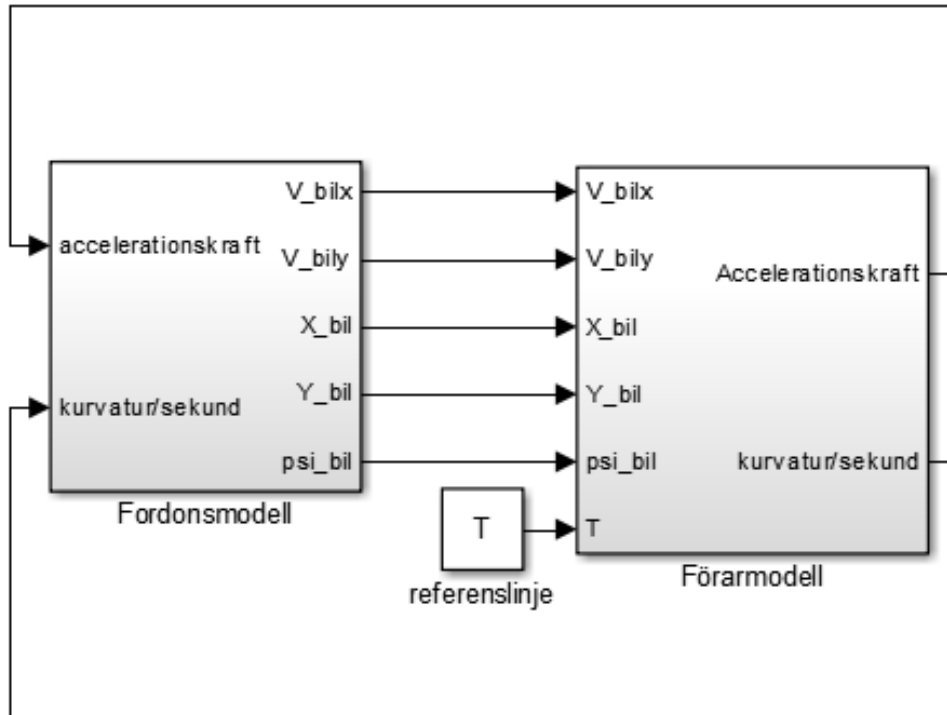 V_bilx
accelerationskraft
V_bily
X_bil
Y_bil
kurvatur/sekund
psi_bil
Fordonsmodell
V_bilx
V_bily
Accelerationskraft
X_bil
Y_bil
psi_bil
kurvatur/sekund
T
Förarmodell
T
referenslinje